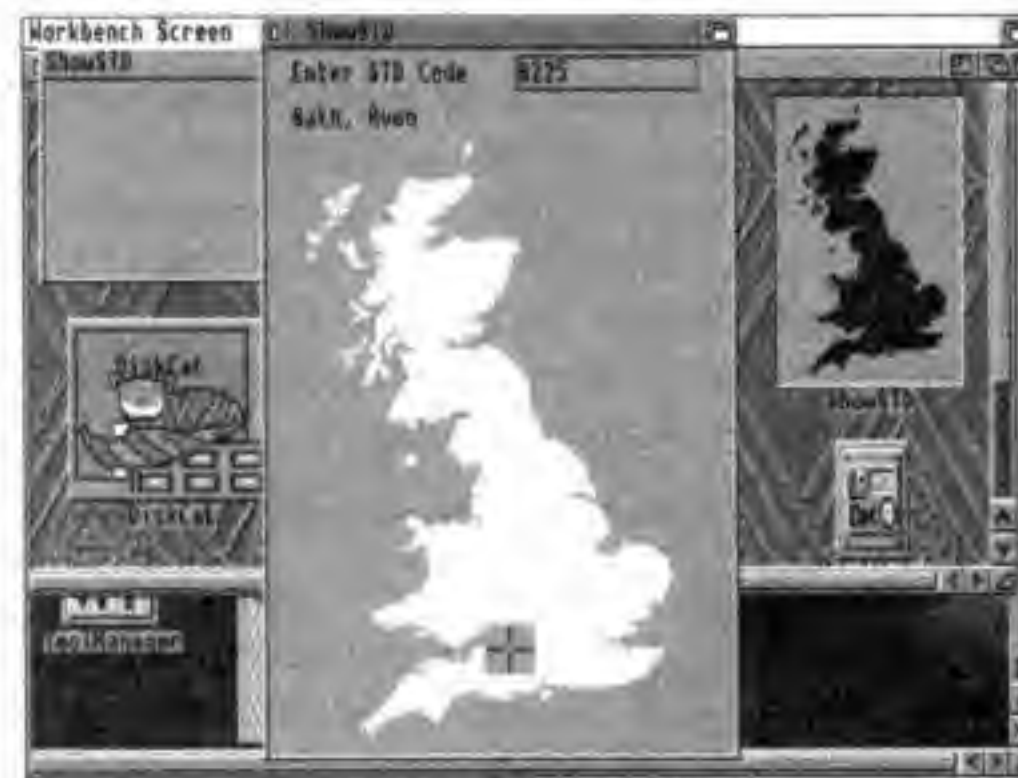 Workbench Screen
ShowSTD
ShowSTD
Enter STD Code 0225
Bath, Avon
DiskCat
DiskCat
ShowSTD